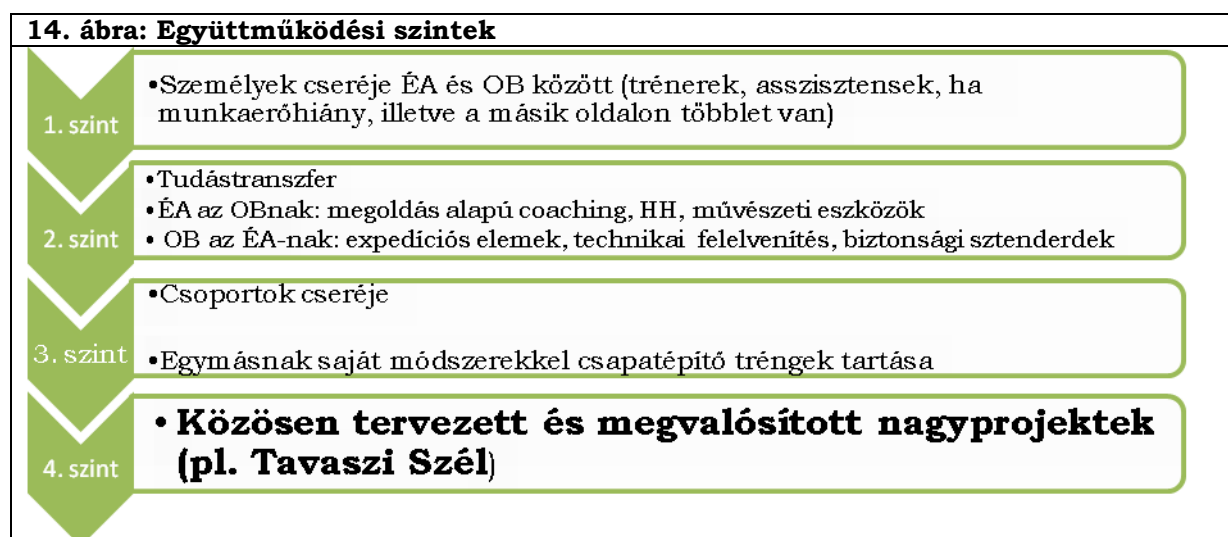 14. ábra: Együttműködési szintek
1. szint
•Személyek cseréje ÉA és OB között (trénerek, asszisztensek, ha
munkaerőhiány, illetve a másik oldalon többlet van)
2. szint
•Tudástranszfer
•ÉA az OBnak: megoldás alapú coaching, HH, művészeti eszközök
• OB az ÉA-nak: expedíciós elemek, technikai felelvenítés, biztonsági sztenderdek
3. szint
•Csoportok cseréje
•Egymásnak saját módszerekkel csapatépítő tréngek tartása
4. szint
• Közösen tervezett és megvalósított nagyprojektek
(pl. Tavaszi Szél)